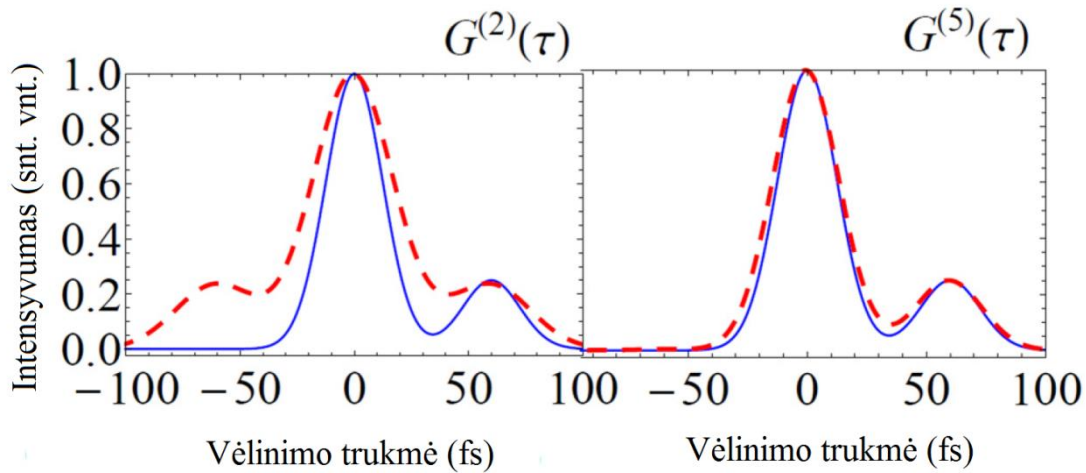 G^{(2)}(τ)
G^{(5)}(τ)
Intensyvumas (snt. vnt.)
1.0
0.8
0.6
0.4
0.2
0.0
−100 −50 0 50 100 −50 0 50 100
Vėlinimo trukmė (fs)
Vėlinimo trukmė (fs)